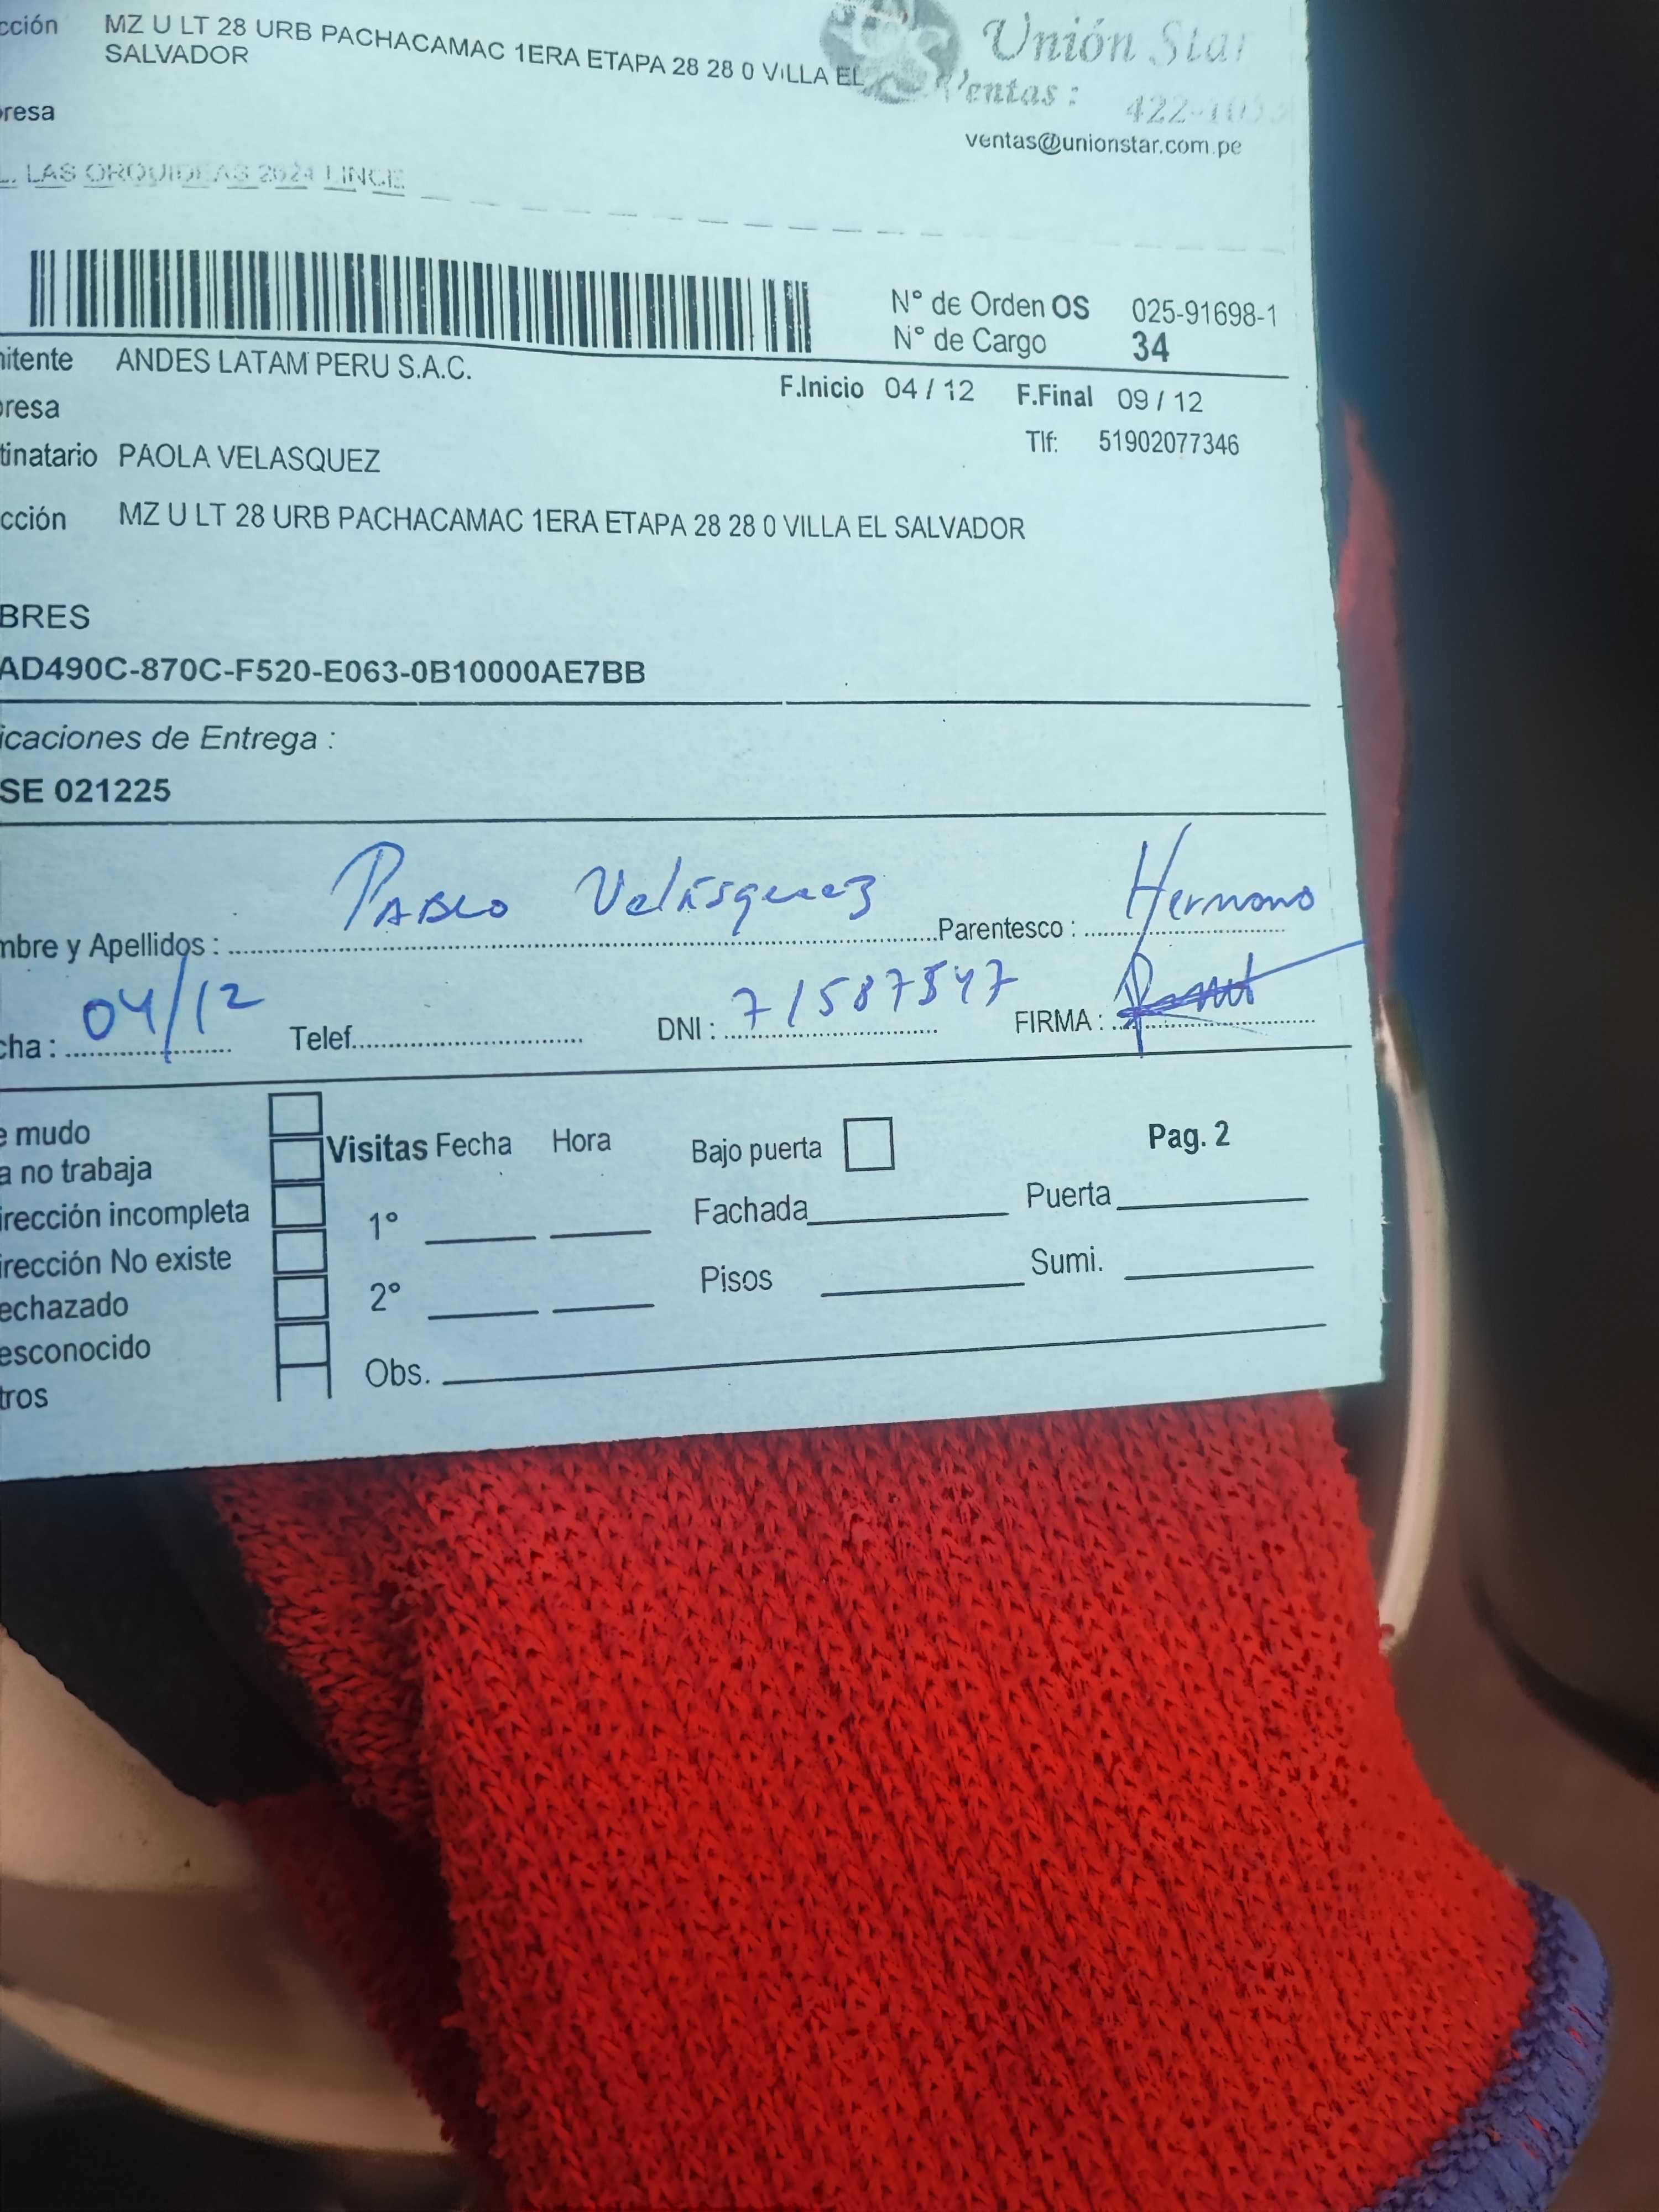 cción MZ U LT 28 URB PACHACAMAC 1ERA ETAPA 28 28 0 VILLA EL
SALVADOR
Unión Star
Ventas :
resa
ventas@unionstar.com.pe
L. LAS ORQUIDEAS 2624 LINCE
N° de Orden OS 025-91698-1
N° de Cargo 34
nitente ANDES LATAM PERU S.A.C.
F.Inicio 04 / 12 F.Final 09 / 12
resa
Tlf: 51902077346
tinatario PAOLA VELASQUEZ
cción MZ U LT 28 URB PACHACAMAC 1ERA ETAPA 28 28 0 VILLA EL SALVADOR
BRES
AD490C-870C-F520-E063-0B10000AE7BB
icaciones de Entrega :
SE 021225
mbre y Apellidos : Pablo Velásquez Parentesco : Hermano
cha : 04/12 Telef. DNI : 71587547 FIRMA :
e mudo
a no trabaja
irección incompleta
irección No existe
echazado
esconocido
tros
Visitas Fecha Hora
1°
2°
Obs.
Bajo puerta
Fachada
Pisos
Pag. 2
Puerta
Sumi.